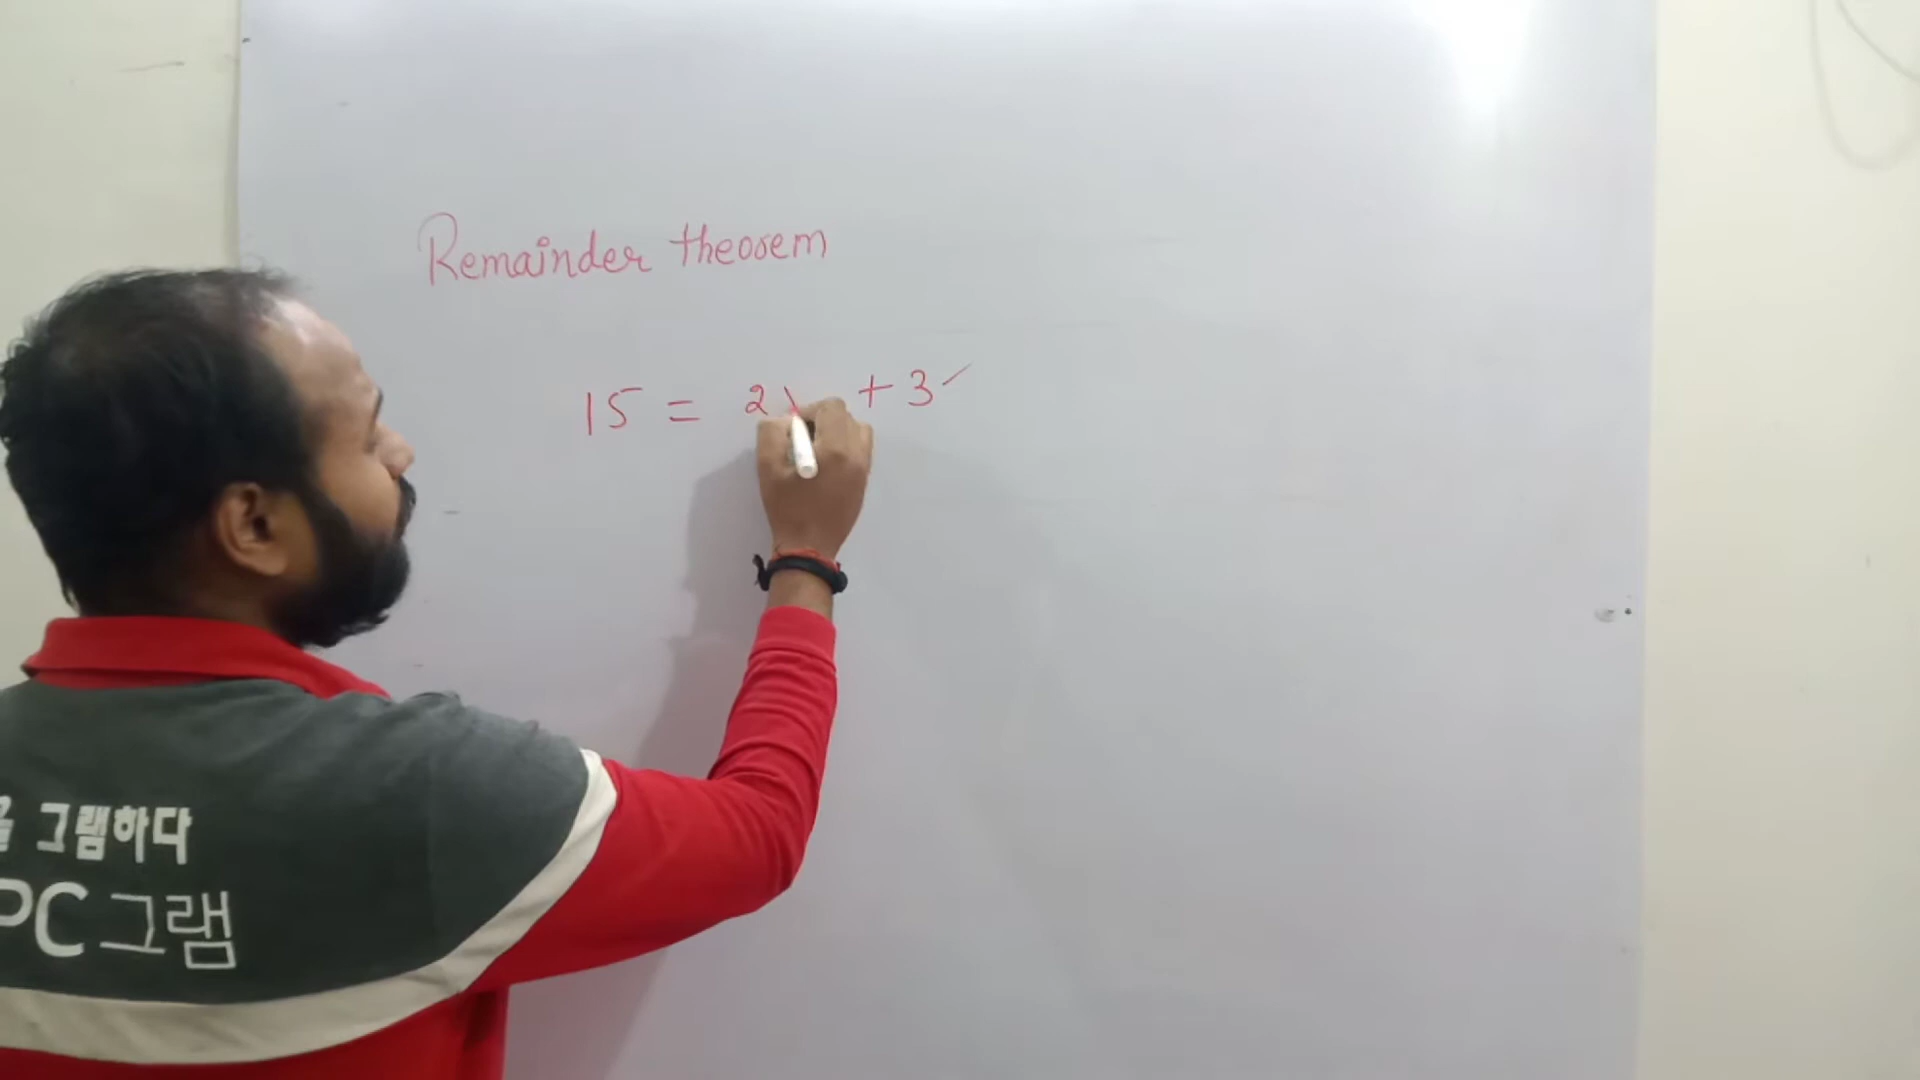 Remainder theorem
15 = 2 + 3
그램하다
PC그램